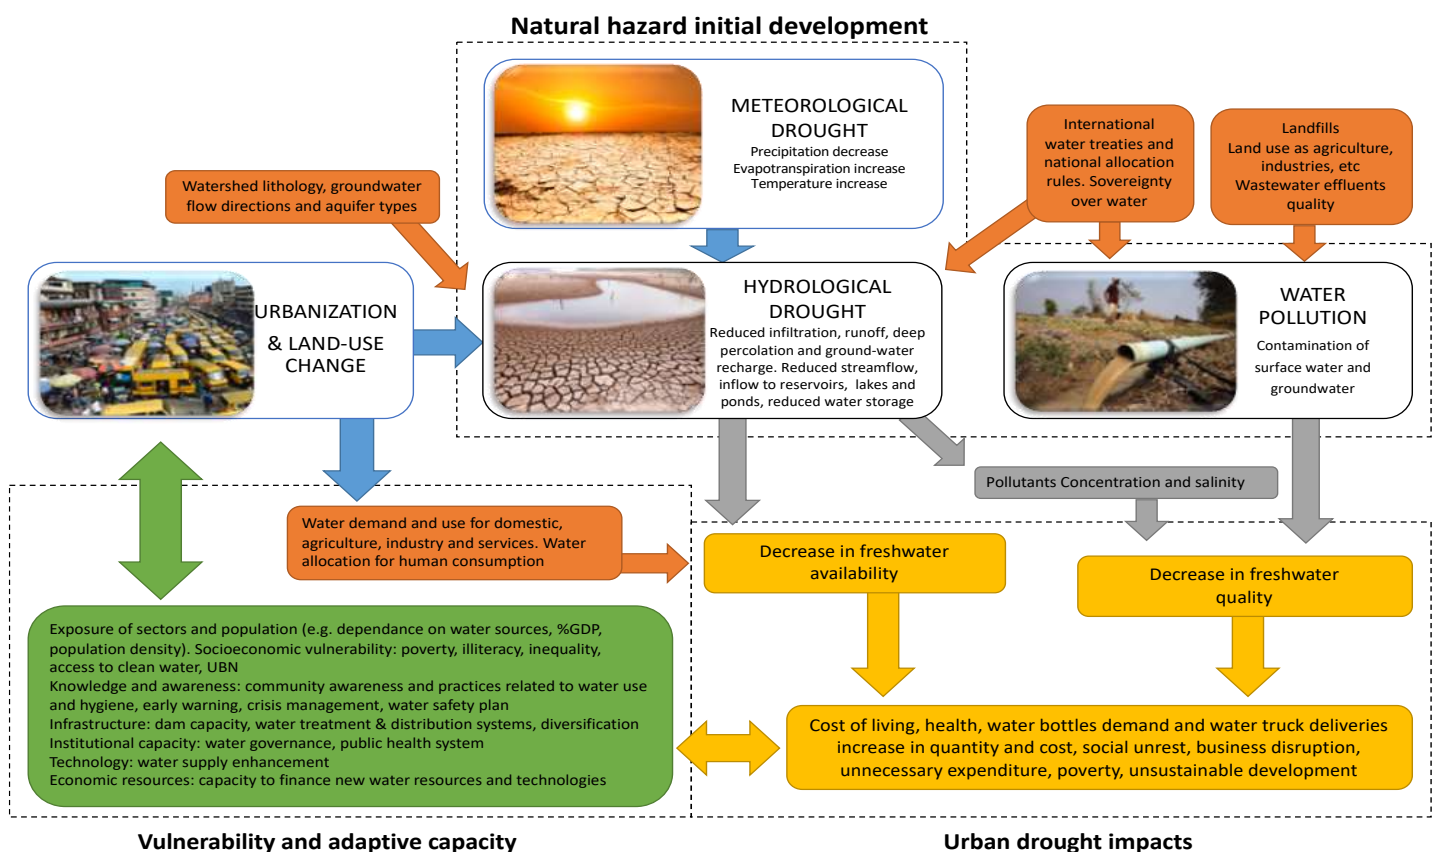 Natural hazard initial development
METEOROLOGICAL
DROUGHT
Precipitation decrease
Evapotranspiration increase
Temperature increase
International
water treaties and
national allocation
rules. Sovereignty
over water
Landfills
Land use as agriculture,
industries, etc
Wastewater effluents
quality
Watershed lithology, groundwater
flow directions and aquifer types
URBANIZATION
& LAND-USE
CHANGE
HYDROLOGICAL
DROUGHT
Reduced infiltration, runoff, deep
percolation and ground-water
recharge. Reduced streamflow,
inflow to reservoirs, lakes and
ponds, reduced water storage
WATER
POLLUTION
Contamination of
surface water and
groundwater
Pollutants Concentration and salinity
Water demand and use for domestic,
agriculture, industry and services. Water
allocation for human consumption
Decrease in freshwater
availability
Decrease in freshwater
quality
Exposure of sectors and population (e.g. dependance on water sources, %GDP,
population density). Socioeconomic vulnerability: poverty, illiteracy, inequality,
access to clean water, UBN
Knowledge and awareness: community awareness and practices related to water use
and hygiene, early warning, crisis management, water safety plan
Infrastructure: dam capacity, water treatment & distribution systems, diversification
Institutional capacity: water governance, public health system
Technology: water supply enhancement
Economic resources: capacity to finance new water resources and technologies
Cost of living, health, water bottles demand and water truck deliveries
increase in quantity and cost, social unrest, business disruption,
unnecessary expenditure, poverty, unsustainable development
Vulnerability and adaptive capacity
Urban drought impacts